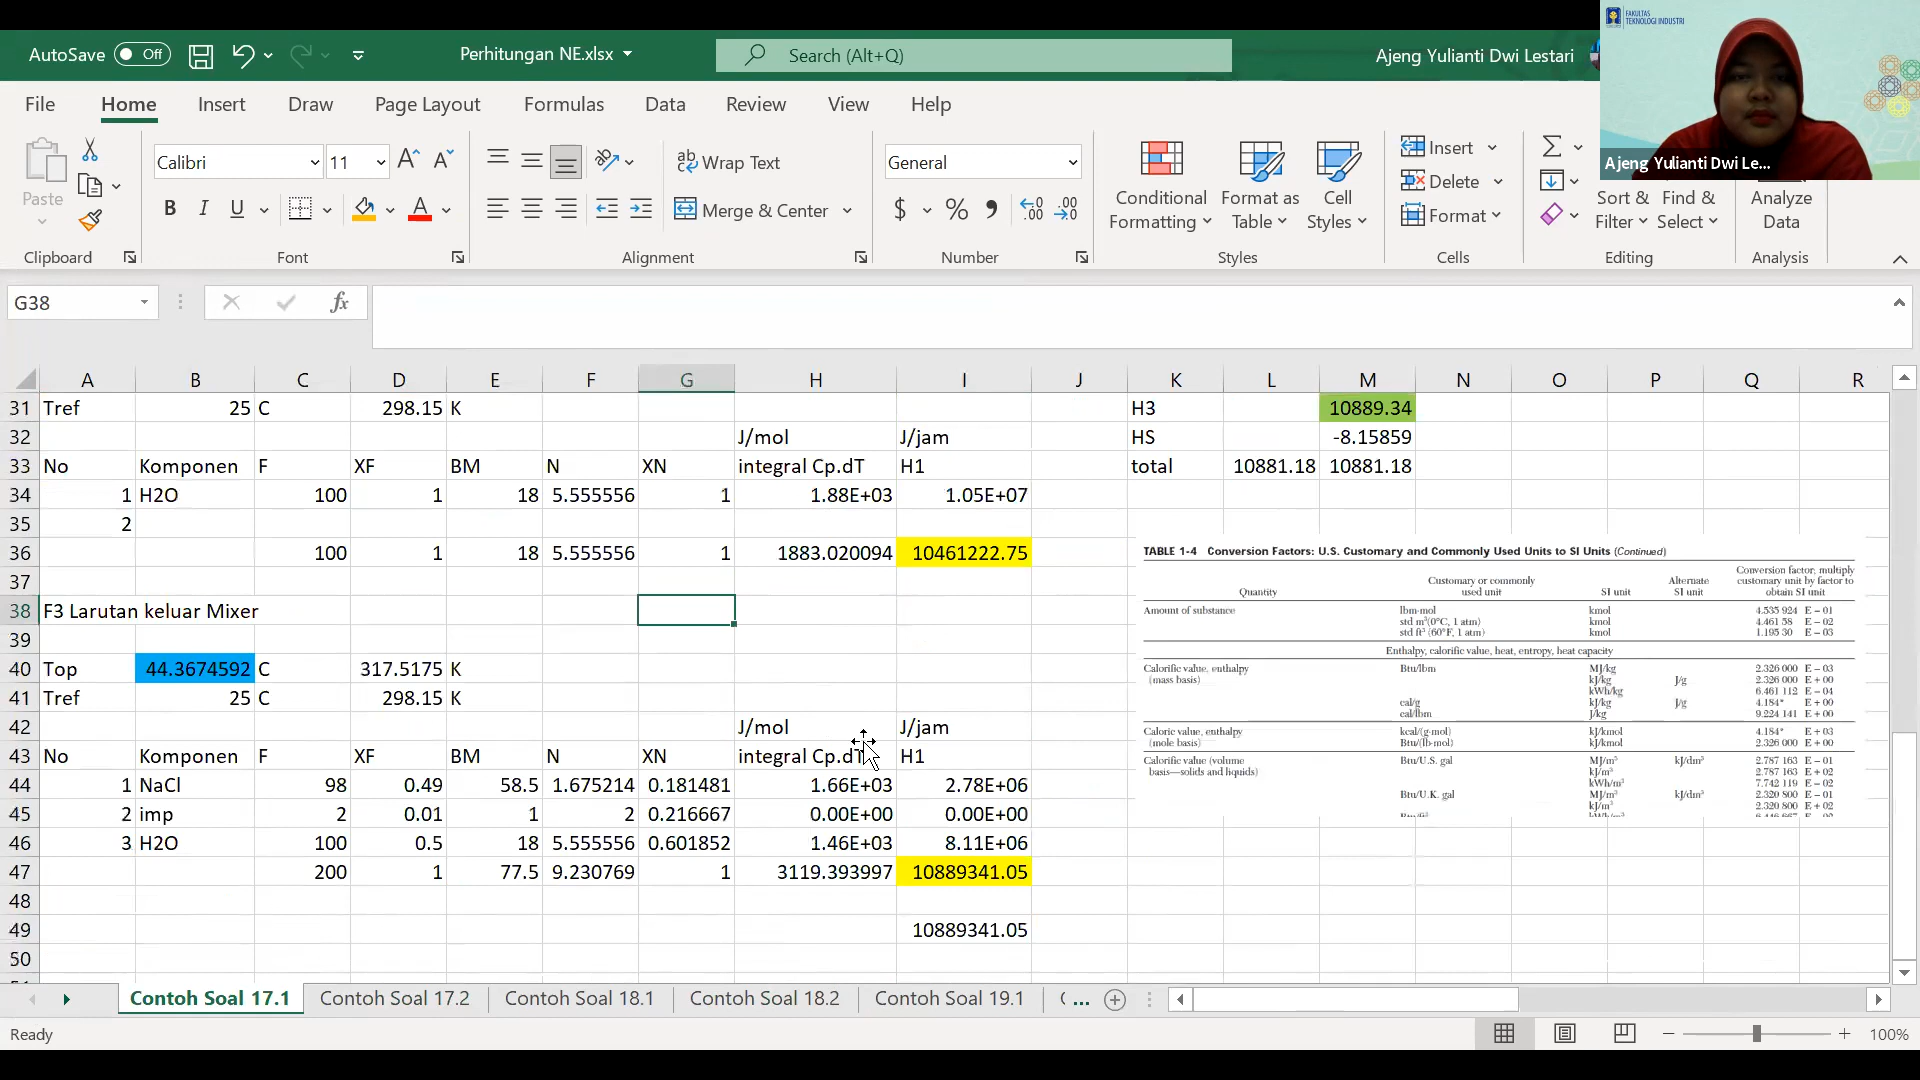 FAKULTAS
TEKNOLOGI INDUSTRI
AutoSave Off Perhitungan NE.xlsx Search (Alt+Q) Ajeng Yulianti Dwi Lestari
Ajeng Yulianti Dwi Le...
File Home Insert Draw Page Layout Formulas Data Review View Help
Paste
Calibri 11
B I U
Wrap Text
Merge & Center
General
$ %
Conditional Formatting
Format as Table
Cell Styles
Insert
Delete
Format
Sort & Filter
Find & Select
Analyze Data
Clipboard Font Alignment Number Styles Cells Editing Analysis
G38 fx
A B C D E F G H I J K L M N O P Q R
31 Tref 25 C 298.15 K H3 10889.34
32 J/mol J/jam HS -8.15859
33 No Komponen F XF BM N XN integral Cp.dT H1 total 10881.18 10881.18
34 1 H2O 100 1 18 5.555556 1 1.88E+03 1.05E+07
35 2
36 100 1 18 5.555556 1 1883.020094 10461222.75
37
38 F3 Larutan keluar Mixer
39
40 Top 44.3674592 C 317.5175 K
41 Tref 25 C 298.15 K
42 J/mol J/jam
43 No Komponen F XF BM N XN integral Cp.dT H1
44 1 NaCl 98 0.49 58.5 1.675214 0.181481 1.66E+03 2.78E+06
45 2 imp 2 0.01 1 2 0.216667 0.00E+00 0.00E+00
46 3 H2O 100 0.5 18 5.555556 0.601852 1.46E+03 8.11E+06
47 200 1 77.5 9.230769 1 3119.393997 10889341.05
48
49 10889341.05
50
TABLE 1-4 Conversion Factors: U.S. Customary and Commonly Used Units to SI Units (Continued)
Quantity
Customary or commonly used unit
SI unit
Alternate SI unit
Conversion factor, multiply customary unit by factor to obtain SI unit
Amount of substance lbm-mol kmol 4.535 924 E – 01
std m³(0°C, 1 atm) kmol 4.461 58 E – 02
std ft³ (60°F, 1 atm) kmol 1.195 30 E – 03
Enthalpy, calorific value, heat, entropy, heat capacity
Calorific value, enthalpy (mass basis) Btu/lbm MJ/kg 2.326 000 E – 03
kJ/kg J/g 2.326 000 E + 00
kWh/kg 6.461 112 E – 04
cal/g kJ/kg J/g 4.184* E + 00
cal/lbm J/kg 9.224 141 E + 00
Caloric value, enthalpy (mole basis) kcal/(g·mol) kJ/kmol 4.184* E + 03
Btu/(lb·mol) kJ/kmol 2.326 000 E + 00
Calorific value (volume basis—solids and liquids) Btu/U.S. gal MJ/m³ kJ/dm³ 2.787 163 E – 01
kJ/m³ 2.787 163 E + 02
kWh/m³ 7.742 119 E – 02
Btu/U.K. gal MJ/m³ kJ/dm³ 2.320 800 E – 01
kJ/m³ 2.320 800 E + 02
Contoh Soal 17.1 Contoh Soal 17.2 Contoh Soal 18.1 Contoh Soal 18.2 Contoh Soal 19.1 ...
Ready 100%